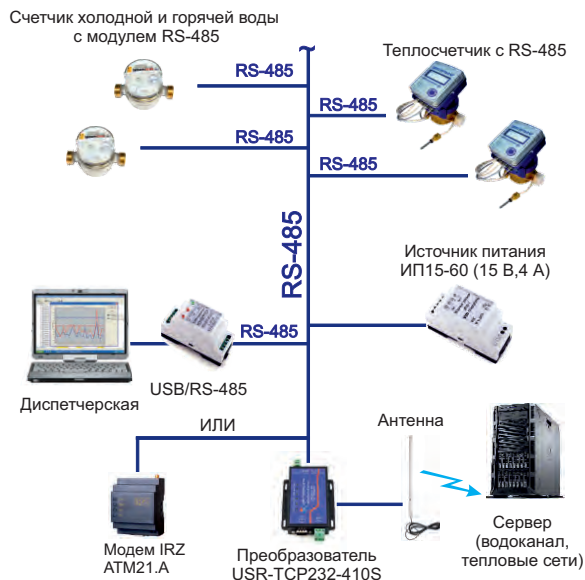 Счетчик холодной и горячей воды
с модулем RS-485
Теплосчетчик с RS-485
RS-485
RS-485
RS-485
RS-485
RS-485
Источник питания
ИП15-60 (15 В,4 А)
RS-485
USB/RS-485
Диспетчерская
ИЛИ
Антенна
Модем IRZ
ATM21.A
Преобразователь
USR-TCP232-410S
Сервер
(водоканал,
тепловые сети)